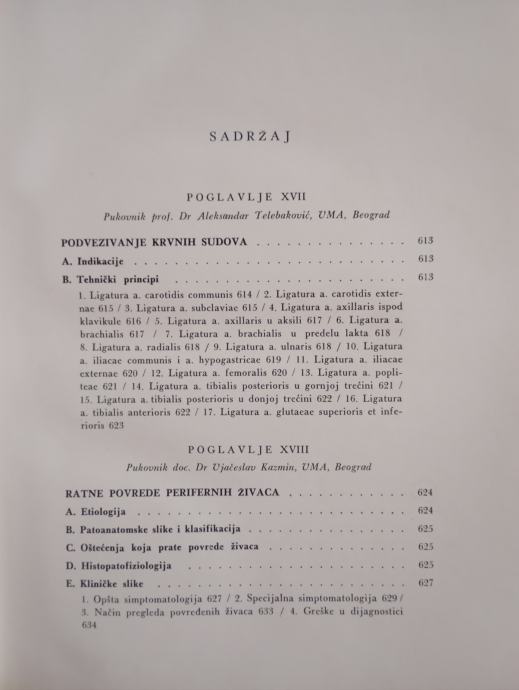 SADRŽAJ
POGLAVLJE XVII
Pukovnik prof. Dr Aleksandar Telebaković, UMA, Beograd
PODVEZIVANJE KRVNIH SUDOVA . . . . . . . . . . . . . . . 613
A. Indikacije . . . . . . . . . . . . . . . . . . . . . . . . . . . 613
B. Tehnički principi . . . . . . . . . . . . . . . . . . . . . . . 613
1. Ligatura a. carotidis communis 614 / 2. Ligatura a. carotidis exter-
nae 615 / 3. Ligatura a. subclaviae 615 / 4. Ligatura a. axillaris ispod
klavikule 616 / 5. Ligatura a. axillaris u aksili 617 / 6. Ligatura a.
brachialis 617 / 7. Ligatura a. brachialis u predelu lakta 618 /
8. Ligatura a. radialis 618 / 9. Ligatura a. ulnaris 618 / 10. Ligatura
a. iliacae communis i a. hypogastricae 619 / 11. Ligatura a. iliacae
externae 620 / 12. Ligatura a. femoralis 620 / 13. Ligatura a. popli-
teae 621 / 14. Ligatura a. tibialis posterioris u gornjoj trećini 621 /
15. Ligatura a. tibialis posterioris u donjoj trećini 622 / 16. Ligatura
a. tibialis anterioris 622 / 17. Ligatura a. glutaeae superioris et infe-
rioris 623
POGLAVLJE XVIII
Pukovnik doc. Dr Vjačeslav Kazmin, UMA, Beograd
RATNE POVREDE PERIFERNIH ŽIVACA . . . . . . . . . . . . 624
A. Etiologija . . . . . . . . . . . . . . . . . . . . . . . . . . . 624
B. Patoanatomske slike i klasifikacija . . . . . . . . . . . . . . . . 625
C. Oštećenja koja prate povrede živaca . . . . . . . . . . . . . . . 625
D. Histopatofiziologija . . . . . . . . . . . . . . . . . . . . . . 625
E. Kliničke slike . . . . . . . . . . . . . . . . . . . . . . . . . 627
1. Opšta simptomatologija 627 / 2. Specijalna simptomatologija 629 /
3. Način pregleda povređenih živaca 633 / 4. Greške u dijagnostici
634